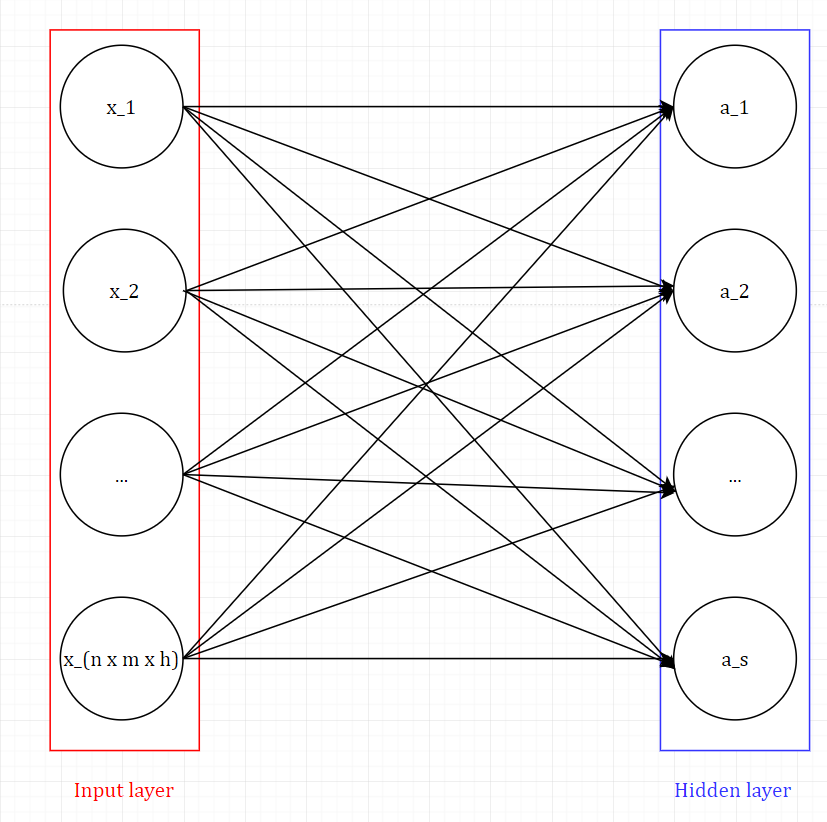 x_1
a_1
x_2
a_2
...
...
x_(n x m x h)
a_s
Input layer
Hidden layer